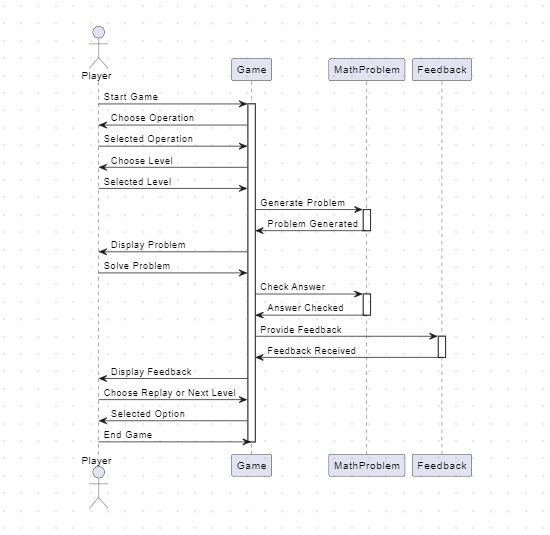 Player
Game
MathProblem
Feedback
Start Game
Choose Operation
Selected Operation
Choose Level
Selected Level
Generate Problem
Problem Generated
Display Problem
Solve Problem
Check Answer
Answer Checked
Provide Feedback
Feedback Received
Display Feedback
Choose Replay or Next Level
Selected Option
End Game
Player
Game
MathProblem
Feedback